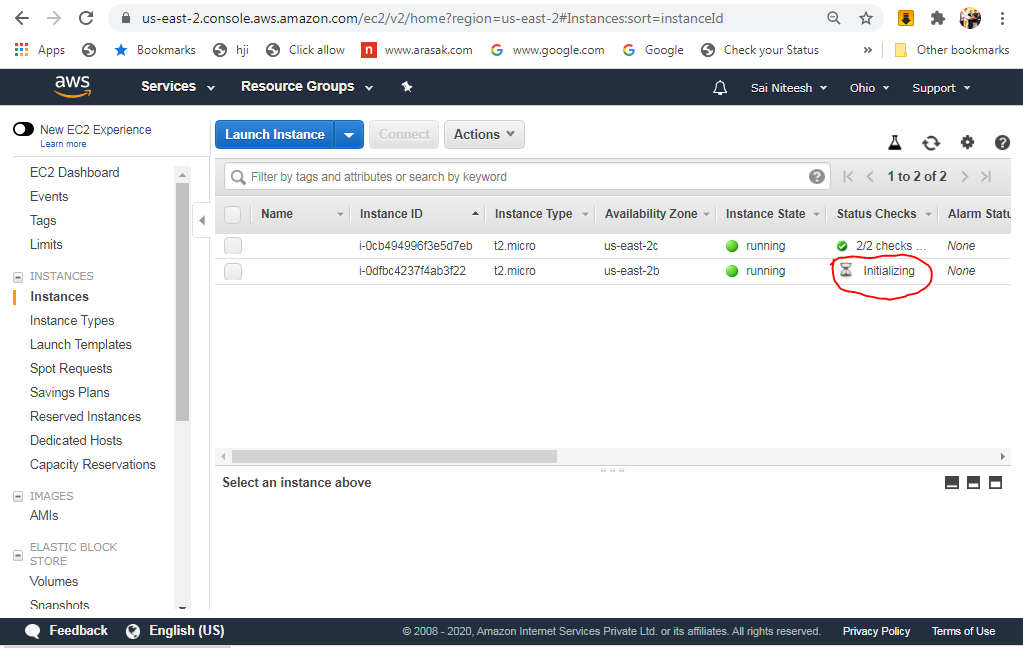 us-east-2.console.aws.amazon.com/ec2/v2/home?region=us-east-2#Instances:sort=instanceId
Apps Bookmarks hji Click allow n www.arasak.com G www.google.com G Google Check your Status » Other bookmarks
aws Services Resource Groups Sai Niteesh Ohio Support
New EC2 Experience
Learn more
Launch Instance Connect Actions
EC2 Dashboard
Events
Tags
Limits
INSTANCES
Instances
Instance Types
Launch Templates
Spot Requests
Savings Plans
Reserved Instances
Dedicated Hosts
Capacity Reservations
IMAGES
AMIs
ELASTIC BLOCK
STORE
Volumes
Snapshots
Filter by tags and attributes or search by keyword ? 1 to 2 of 2
Name Instance ID Instance Type Availability Zone Instance State Status Checks Alarm Statu
i-0cb494996f3e5d7eb t2.micro us-east-2c running 2/2 checks ... None
i-0dfbc4237f4ab3f22 t2.micro us-east-2b running Initializing None
Select an instance above
Feedback English (US) © 2008 - 2020, Amazon Internet Services Private Ltd. or its affiliates. All rights reserved. Privacy Policy Terms of Use